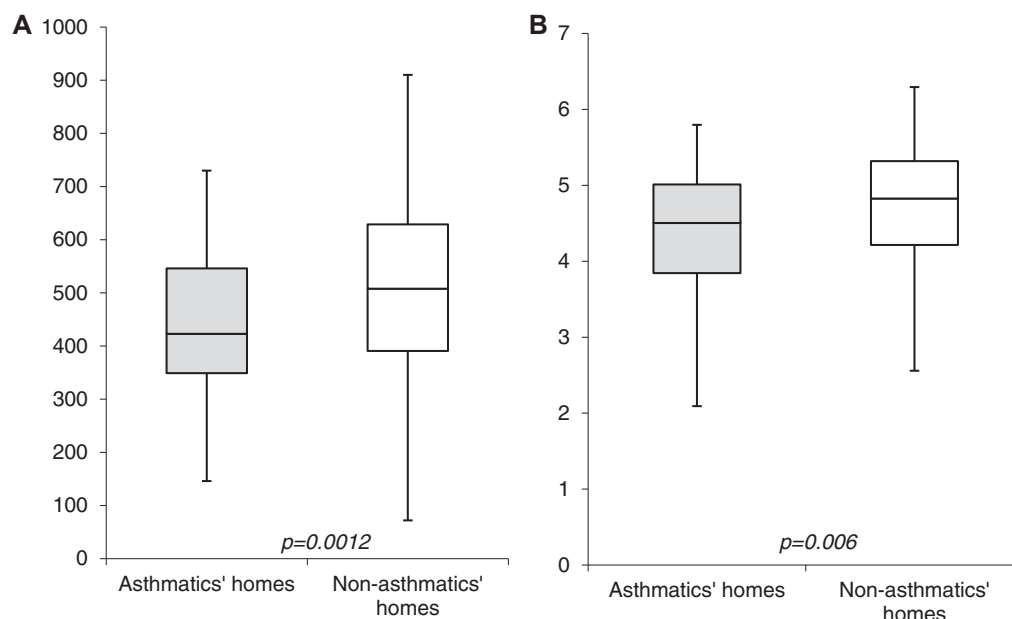 A
1000
900
800
700
600
500
400
300
200
100
0
p=0.0012
Asthmatics' homes
Non-asthmatics'
homes
B
7
6
5
4
3
2
1
0
p=0.006
Asthmatics' homes
Non-asthmatics'
homes